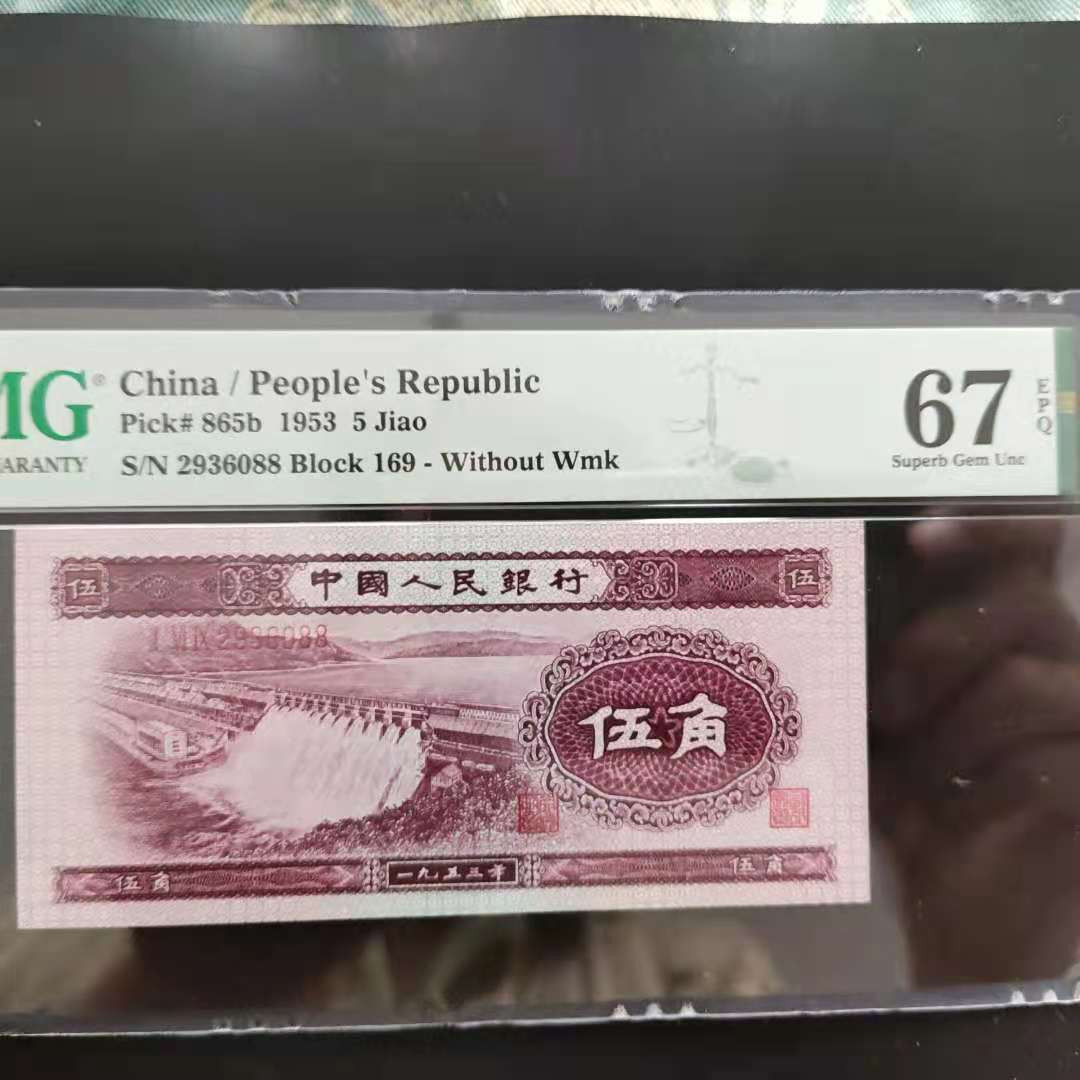 MG®
China / People's Republic
Pick# 865b 1953 5 Jiao
S/N 2936088 Block 169 - Without Wmk
ARANTY
67
EPQ
Superb Gem Unc
伍
中國人民銀行
伍
2936088
伍角
伍角
一九五三年
伍角